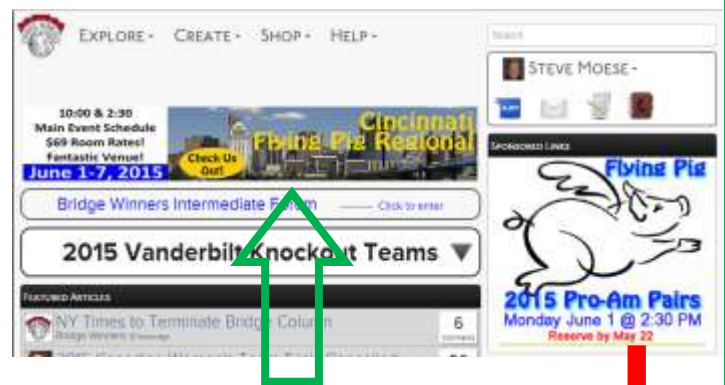 EXPLORE- CREATE- SHOP- HELP-
Search
STEVE MOESE-
10:00 & 2:30
Main Event Schedule
$69 Room Rates!
Fantastic Venue!
June 1-7, 2015
Check Us
Out!
Cincinnati
Flying Pig Regional
Bridge Winners Intermediate Forum
Click to enter
2015 Vanderbilt Knockout Teams
FEATURED ARTICLES
NY Times to Terminate Bridge Column
Bridge Winners
6
SPONSORED LINKS
Flying Pig
2015 Pro-Am Pairs
Monday June 1 @ 2:30 PM
Reserve by May 22